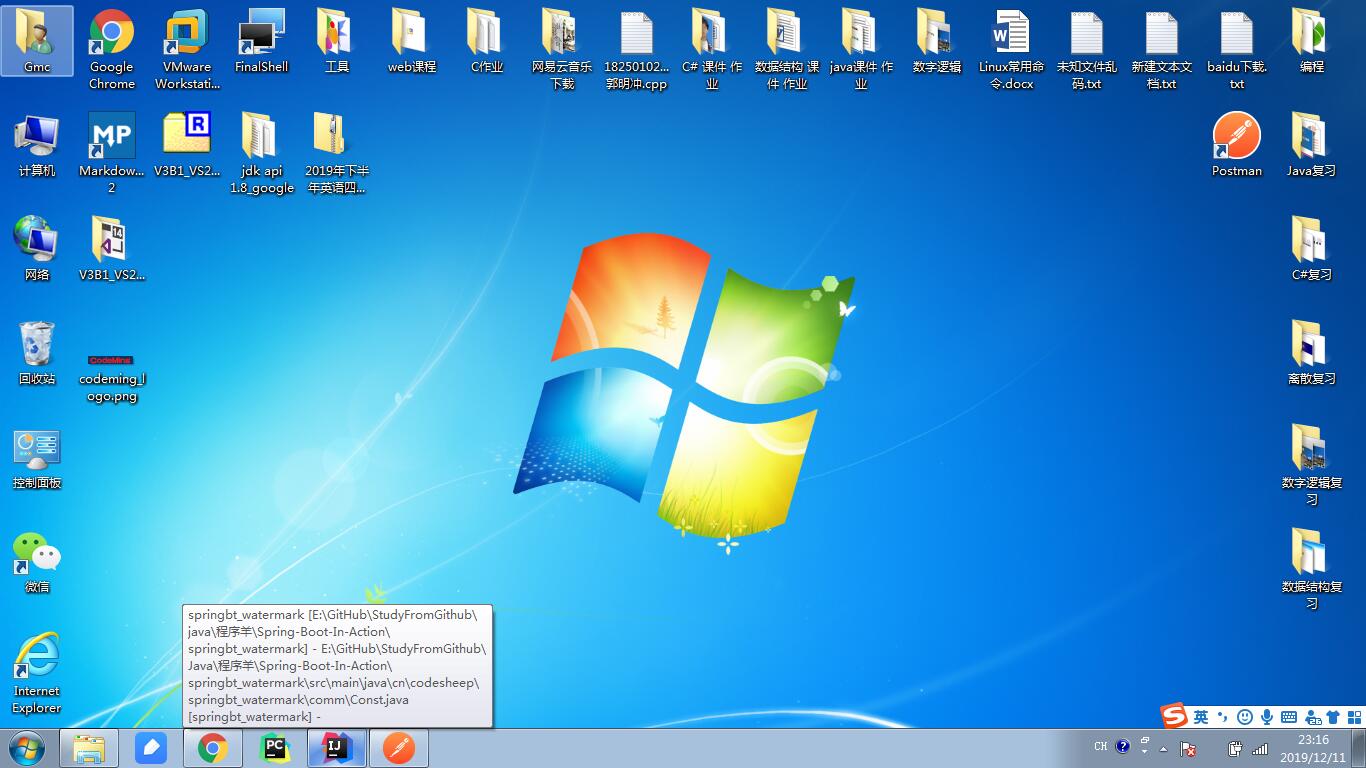 Gmc
Google
Chrome
VMware
Workstati...
FinalShell
工具
web课程
C作业
网易云音乐
下载
18250102...
郭明冲.cpp
C# 课件 作
业
数据结构 课
件 作业
java课件 作
业
数字逻辑
Linux常用命
令.docx
未知文件乱
码.txt
新建文本文
档.txt
baidu下载.
txt
编程
计算机
MP
Markdow...
2
R
V3B1_VS2...
jdk api
1.8_google
2019年下半
年英语四...
Postman
Java复习
网络
14
V3B1_VS2...
C#复习
回收站
CodeMing
codeming_l
ogo.png
离散复习
控制面板
数字逻辑复
习
微信
数据结构复
习
Internet
Explorer
springbt_watermark [E:\GitHub\StudyFromGithub\
java\程序羊\Spring-Boot-In-Action\
springbt_watermark] - E:\GitHub\StudyFromGithub\
Java\程序羊\Spring-Boot-In-Action\
springbt_watermark\src\main\java\cn\codesheep\
springbt_watermark\comm\Const.java
[springbt_watermark] -
S
英
PC
IJ
CH
23:16
2019/12/11